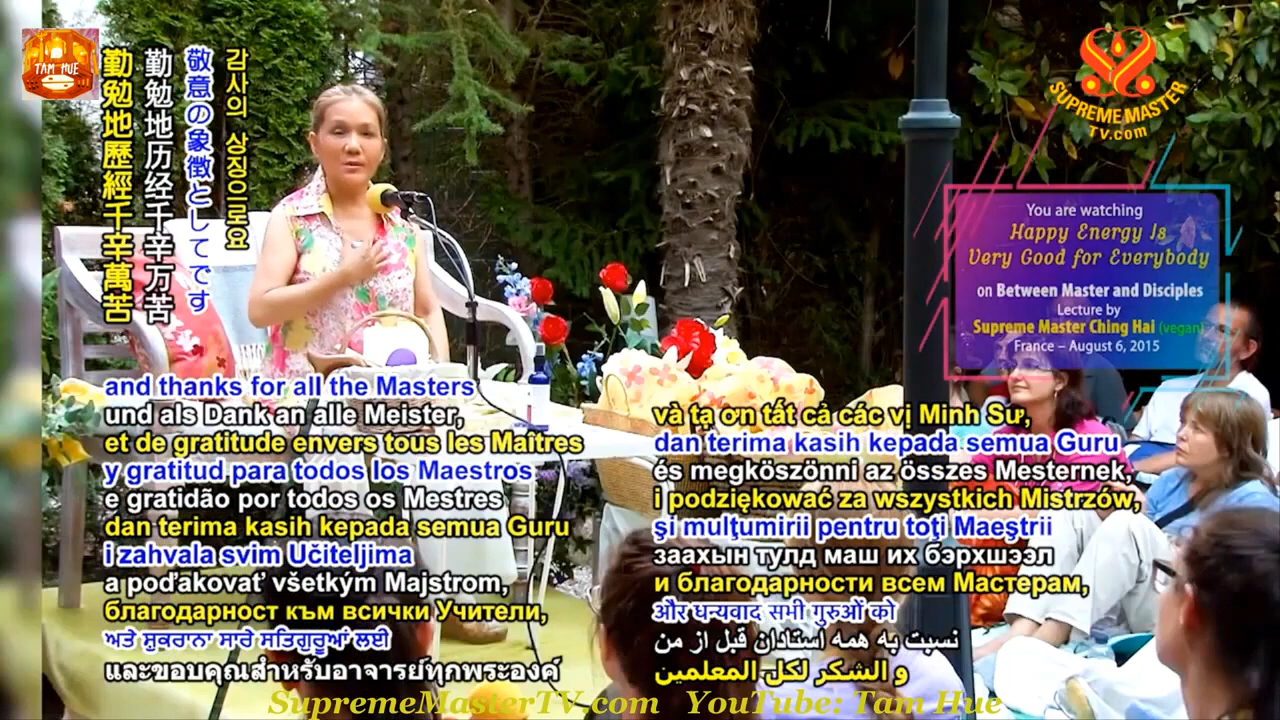 TAM HUE
勤勉地歷經千辛萬苦
勤勉地历经千辛万苦
敬意の象徴としてです
감사의 상징으로요
SUPREME MASTER
TV.com
You are watching
Happy Energy Is
Very Good for Everybody
on Between Master and Disciples
Lecture by
Supreme Master Ching Hai (vegan)
France – August 6, 2015
and thanks for all the Masters
und als Dank an alle Meister,
et de gratitude envers tous les Maîtres
y gratitud para todos los Maestros
e gratidão por todos os Mestres
dan terima kasih kepada semua Guru
i zahvala svim Učiteljima
a poďakovať všetkým Majstrom,
благодарност към всички Учители,
ਅਤੇ ਸ਼ੁਕਰਾਨਾ ਸਾਰੇ ਸਤਿਗੁਰੂਆਂ ਲਈ
และขอบคุณสำหรับอาจารย์ทุกพระองค์
và tạ ơn tất cả các vị Minh Sư,
dan terima kasih kepada semua Guru
és megköszönni az összes Mesternek,
i podziękować za wszystkich Mistrzów,
şi mulţumirii pentru toţi Maeştrii
заахын тулд маш их бэрхшээл
и благодарности всем Мастерам,
और धन्यवाद सभी गुरुओं को
نسبت به همه استادان قبل از من
و الشكر لكل المعلمين
SupremeMasterTV.com YouTube: Tam Hue